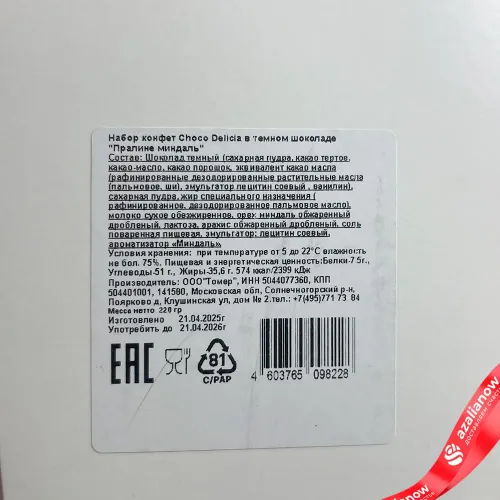 Набор конфет Choco Delicia в темном шоколаде
"Пралине миндаль"
Состав: Шоколад темный (сахарная пудра, какао тертое,
какао-масло, какао порошок, эквивалент какао масла
(рафинированные дезодорированные растительные масла
(пальмовое, ши), эмульгатор лецитин соевый , ванилин),
сахарная пудра, жир специального назначения (
рафинированное, дезодорированное пальмовое масло),
молоко сухое обезжиренное, орех миндаль обжаренный
дробленый, лактоза, арахис обжаренный дробленый, соль
поваренная пищевая, эмульгатор: лецитин соевый,
ароматизатор «Миндаль».
Условия хранения: при температуре от 5 до 22°С влажность
не бол. 75%. Пищевая и энергетическая ценность:Белки-7.5г.,
Углеводы-51 г., Жиры-35,6 г. 574 ккал/2399 кДж
Производитель: ООО"Томер", ИНН 5044077360, КПП
504401001, 141580, Московская обл, Солнечногорский р-н,
Поярково д, Клушинская ул, дом № 2.тел.: +7(495)771 73 84
Масса нетто 220 гр
Изготовлено 21.04.2025г
Употребить до 21.04.2026г
EAC
81
C/PAP
4 603765 098228
azalianow
доставляем счастье